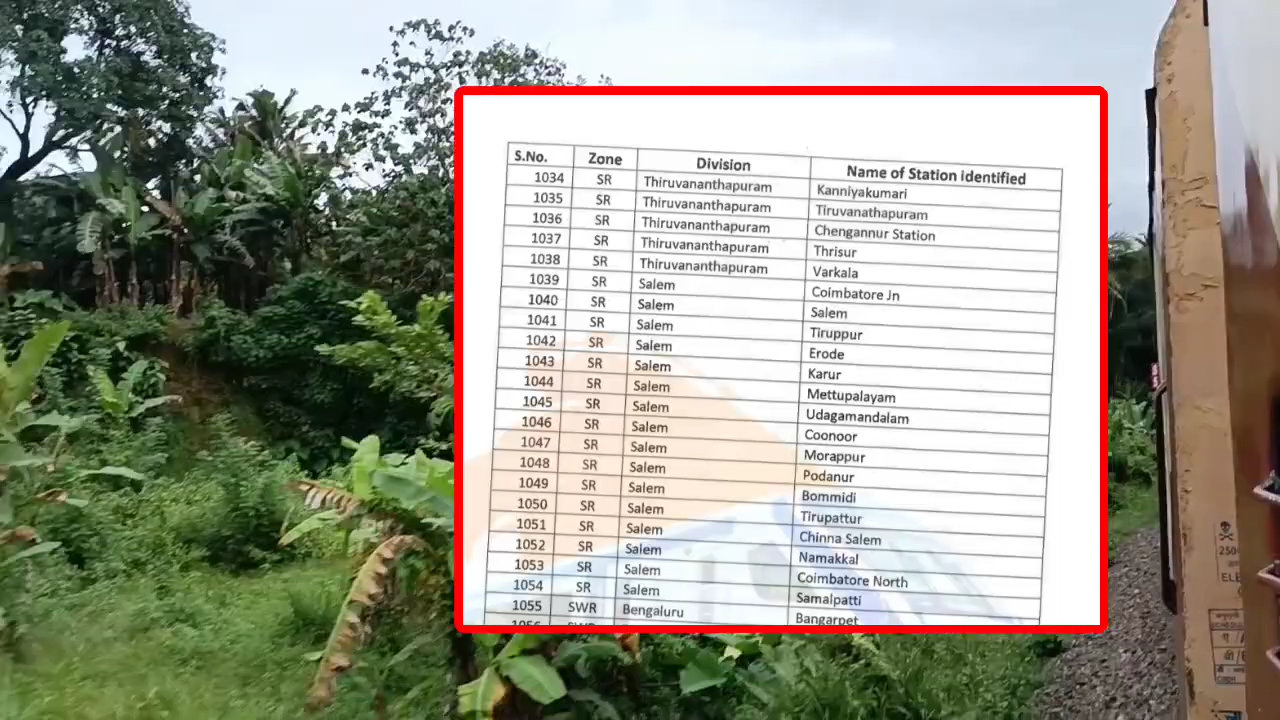 S.No. Zone Division Name of Station identified
1034 SR Thiruvananthapuram Kanniyakumari
1035 SR Thiruvananthapuram Tiruvanathapuram
1036 SR Thiruvananthapuram Chengannur Station
1037 SR Thiruvananthapuram Thrisur
1038 SR Thiruvananthapuram Varkala
1039 SR Salem Coimbatore Jn
1040 SR Salem Salem
1041 SR Salem Tiruppur
1042 SR Salem Erode
1043 SR Salem Karur
1044 SR Salem Mettupalayam
1045 SR Salem Udagamandalam
1046 SR Salem Coonoor
1047 SR Salem Morappur
1048 SR Salem Podanur
1049 SR Salem Bommidi
1050 SR Salem Tirupattur
1051 SR Salem Chinna Salem
1052 SR Salem Namakkal
1053 SR Salem Coimbatore North
1054 SR Salem Samalpatti
1055 SWR Bengaluru Bangarpet